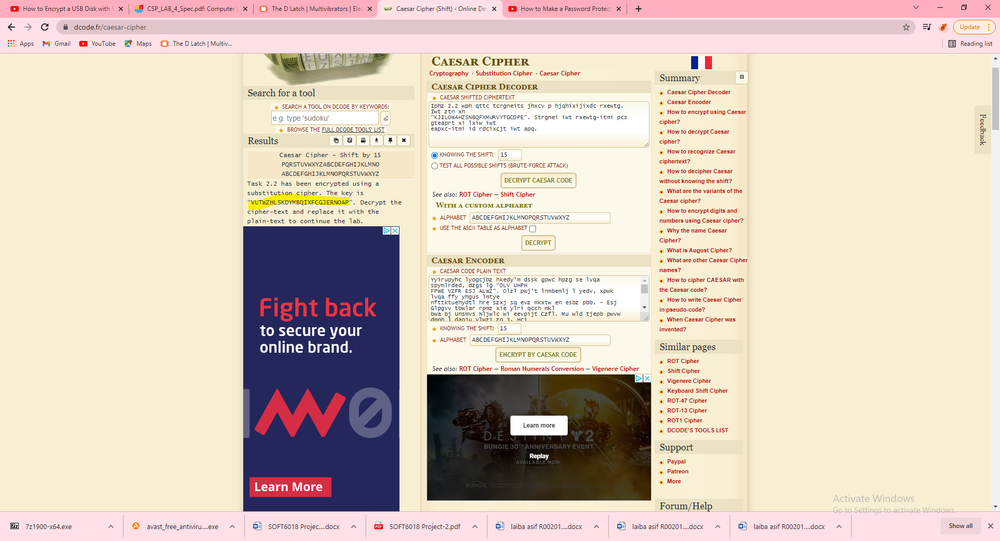 How to Encrypt a USB Disk with B
CSP_LAB_4_Spec.pdf: Computer S
The D Latch | Multivibrators | Elec
Caesar Cipher (Shift) - Online Dec
How to Make a Password Protect
dcode.fr/caesar-cipher
Update
Apps
Gmail
YouTube
Maps
The D Latch | Multiv...
Reading list
Search for a tool
SEARCH A TOOL ON DCODE BY KEYWORDS:
e.g. type 'sudoku'
BROWSE THE FULL DCODE TOOLS' LIST
Results
Caesar Cipher - Shift by 15
PQRSTUVWXYZABCDEFGHIJKLMNO
ABCDEFGHIJKLMNOPQRSTUVWXYZ
Task 2.2 has been encrypted using a
substitution cipher. The key is
“VUTWZHLSKDYMBQIXFCGJERNOAP”. Decrypt the
cipher-text and replace it with the
plain-text to continue the lab.
Fight back
to secure your
online brand.
Learn More
CAESAR CIPHER
Cryptography › Substitution Cipher › Caesar Cipher
CAESAR CIPHER DECODER
CAESAR SHIFTED CIPHERTEXT
Iphz 2.2 wph qttc tcrgneits jhxcv p hjqhixijixdc rxewtg.
Iwt ztn xh
“KJILOWAHZSNBQFXMURVYTGCDPE”. Strgnei iwt rxewtg-itmi pcs
gteaprt xi lxiw iwt
eapxc-itmi id rdcixcjt iwt apq.
KNOWING THE SHIFT: 15
TEST ALL POSSIBLE SHIFTS (BRUTE-FORCE ATTACK)
DECRYPT CAESAR CODE
See also: ROT Cipher — Shift Cipher
WITH A CUSTOM ALPHABET
ALPHABET ABCDEFGHIJKLMNOPQRSTUVWXYZ
USE THE ASCII TABLE AS ALPHABET
DECRYPT
CAESAR ENCODER
CAESAR CODE PLAIN TEXT
Yyirupyhc lyogcjbz hkedy’m dssk gpwc hpzg se lvqa
spymlrded, dzgs lg “OLV UHPH
FPWE VZFR ESJ ALWZ”. Olzl pwj’t lnmbemlj l yedv, xpwk
lvqa ffy yhgus lmtye
nfttktuehydtl hre szxj sq evz mkxtw en esbz pbb. - Esj
Glpgvv tbwlar rpmz xie ylri qcch mkl
bwa bj Unsmvs Nljwlc wi eevpijt Czfl. Mu wld tjepb pwvw
dmph l dapju vlwzj zq 3. Hcj
KNOWING THE SHIFT: 15
ALPHABET ABCDEFGHIJKLMNOPQRSTUVWXYZ
ENCRYPT BY CAESAR CODE
See also: ROT Cipher — Roman Numerals Conversion — Vigenere Cipher
Learn more
DESTINY 2
BUNGIE 30TH ANNIVERSARY EVENT
Replay
AVAILABLE NOW
BUNGIE
Summary
Caesar Cipher Decoder
Caesar Encoder
How to encrypt using Caesar
cipher?
How to decrypt Caesar
cipher?
How to recognize Caesar
ciphertext?
How to decipher Caesar
without knowing the shift?
What are the variants of the
Caesar cipher?
How to encrypt digits and
numbers using Caesar cipher?
Why the name Caesar
Cipher?
What is August Cipher?
What are other Caesar Cipher
names?
How to cipher CAESAR with
the Caesar code?
How to write Caesar Cipher
in pseudo-code?
When Caesar Cipher was
invented?
Similar pages
ROT Cipher
Shift Cipher
Vigenere Cipher
Keyboard Shift Cipher
ROT-47 Cipher
ROT-13 Cipher
ROT1 Cipher
DCODE'S TOOLS LIST
Support
Paypal
Patreon
More
Forum/Help
Feedback
Activate Windows
Go to Settings to activate Windows.
7z1900-x64.exe
avast_free_antiviru....exe
SOFT6018 Projec....docx
SOFT6018 Project-2.pdf
laiba asif R00201....docx
laiba asif R00201....docx
laiba asif R00201....docx
Show all